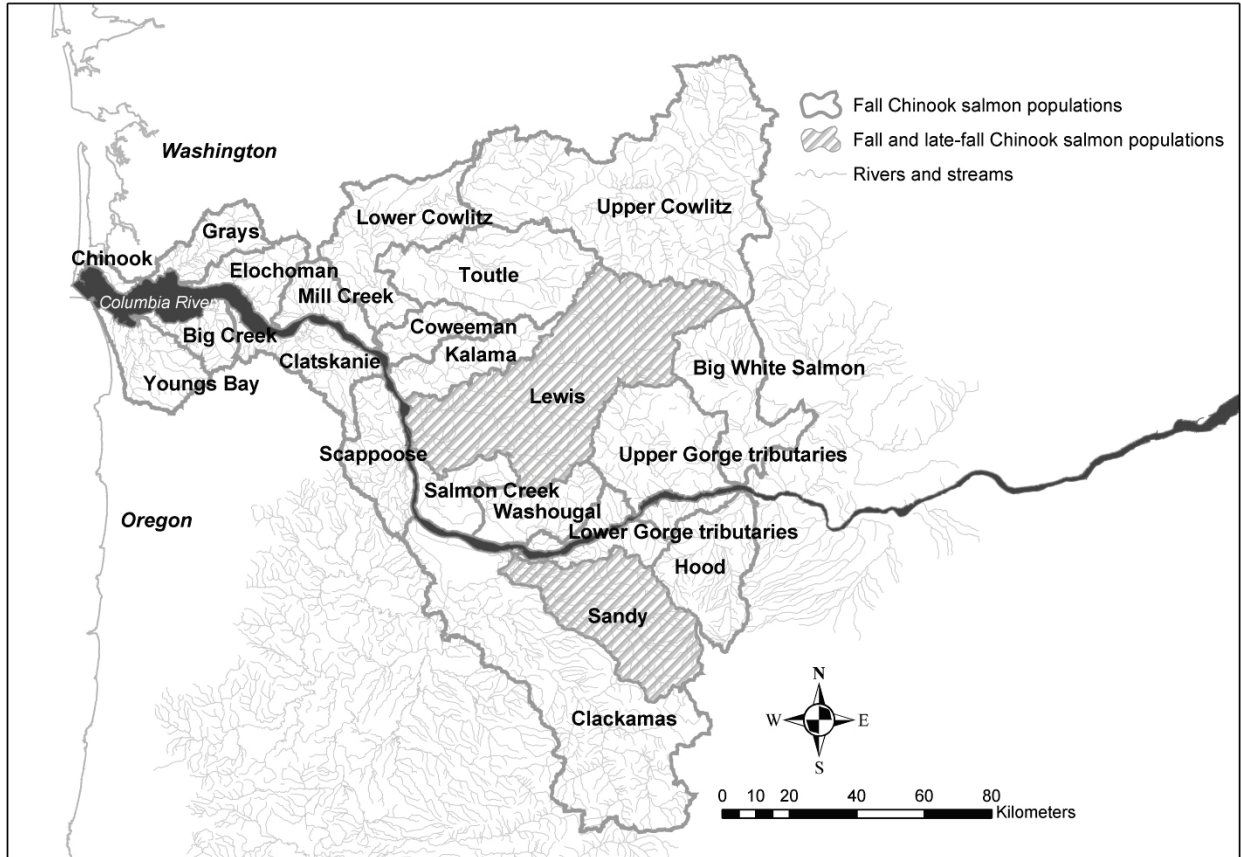 Fall Chinook salmon populations
Fall and late-fall Chinook salmon populations
Rivers and streams
Washington
Upper Cowlitz
Lower Cowlitz
Grays
Chinook
Elochoman
Toutle
Mill Creek
Columbia River
Coweeman
Big Creek
Kalama
Clatskanie
Big White Salmon
Youngs Bay
Lewis
Scappoose
Upper Gorge tributaries
Salmon Creek
Washougal
Oregon
Lower Gorge tributaries
Hood
Sandy
Clackamas
N
W E
S
0 5 10 20 40 60 80
Kilometers